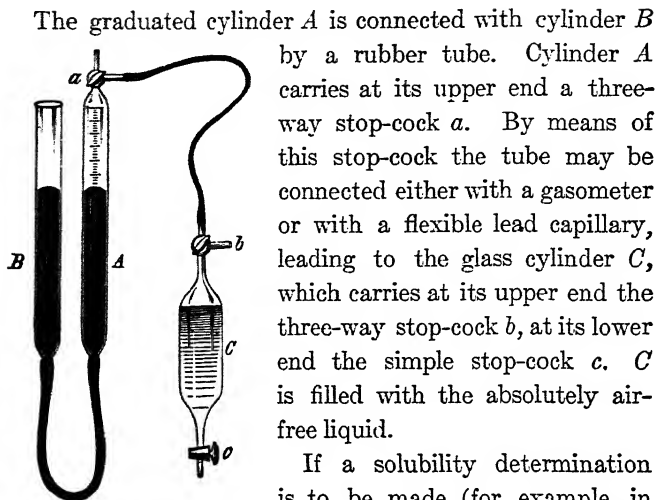 The graduated cylinder A is connected with cylinder B
by a rubber tube. Cylinder A
carries at its upper end a three-
way stop-cock a. By means of
this stop-cock the tube may be
connected either with a gasometer
or with a flexible lead capillary,
leading to the glass cylinder C,
which carries at its upper end the
three-way stop-cock b, at its lower
end the simple stop-cock c. C
is filled with the absolutely air-
free liquid.
If a solubility determination
is to be made (for example in
a
B
A
b
C
c